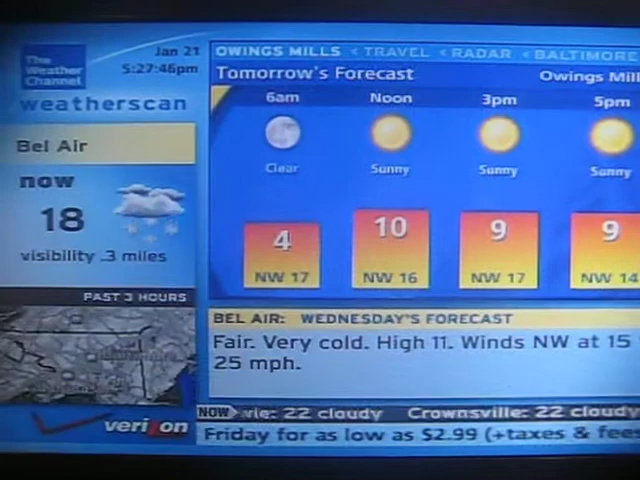 The
Weather
Channel
Jan 21
5:27:46pm
weatherscan
OWINGS MILLS < TRAVEL < RADAR < BALTIMORE
Tomorrow's Forecast
Owings Mill
6am Noon 3pm 5pm
Clear Sunny Sunny Sunny
4 10 9 9
NW 17 NW 16 NW 17 NW 14
Bel Air
now
18
visibility .3 miles
PAST 3 HOURS
BEL AIR: WEDNESDAY'S FORECAST
Fair. Very cold. High 11. Winds NW at 15
25 mph.
verizon
NOW vie: 22 cloudy Crownsville: 22 cloudy
Friday for as low as $2.99 (+taxes & fees